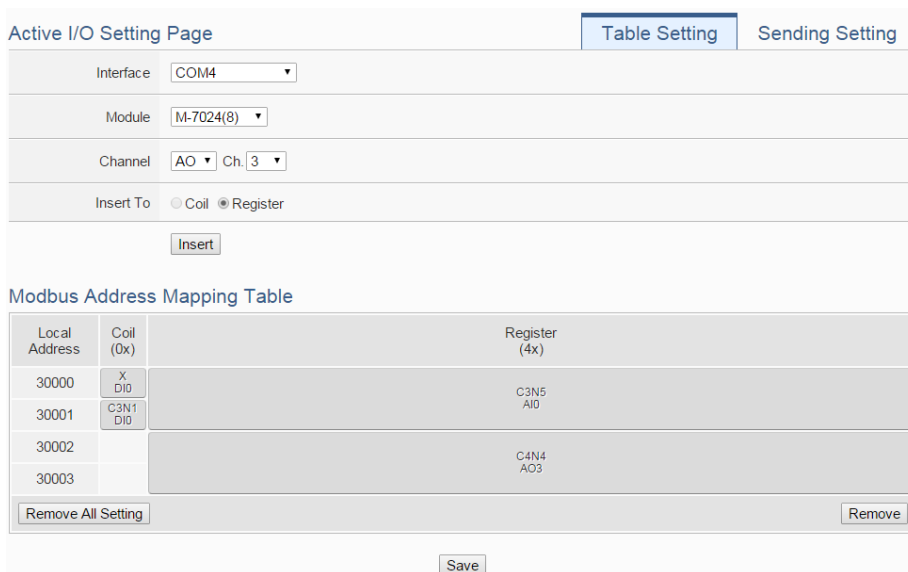 Active I/O Setting Page
Table Setting
Sending Setting
Interface COM4
Module M-7024(8)
Channel AO Ch. 3
Insert To Coil Register
Insert
Modbus Address Mapping Table
Local Address
Coil (0x)
Register (4x)
30000
X
DI0
C3N5
AI0
30001
C3N1
DI0
30002
C4N4
AO3
30003
Remove All Setting
Remove
Save